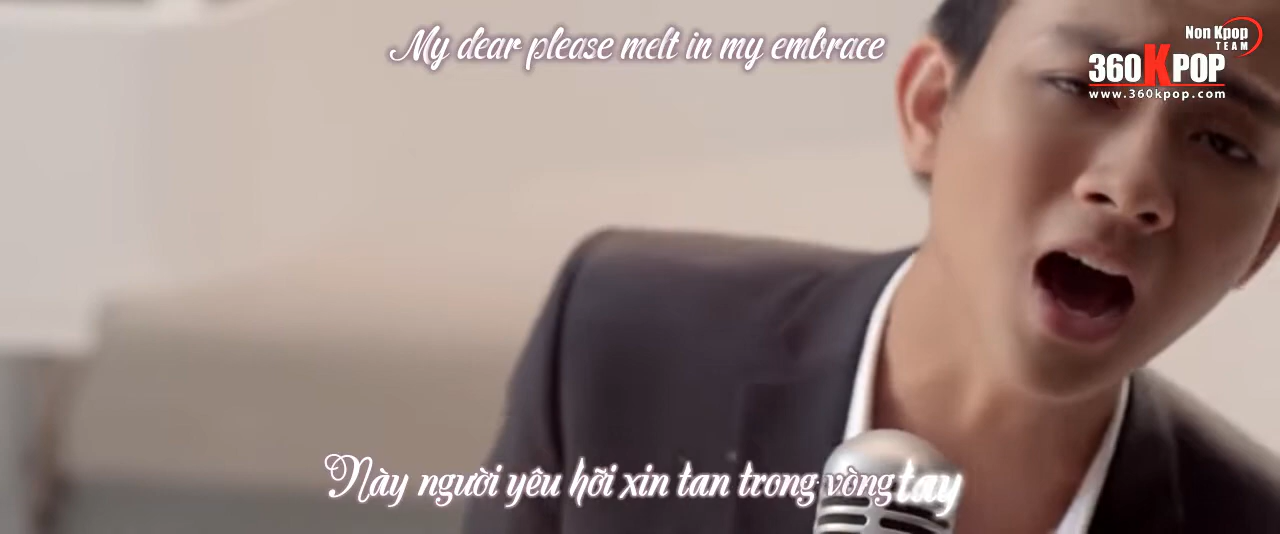 My dear please melt in my embrace
Non Kpop
TEAM
360KPOP
www.360kpop.com
Này người yêu hỡi xin tan trong vòng tay